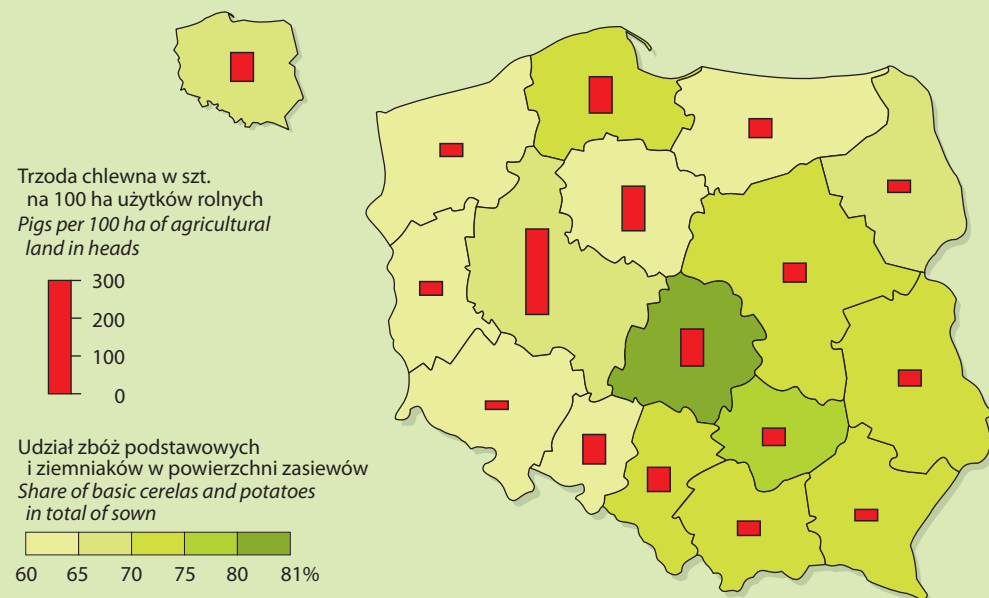 Trzoda chlewna w szt.
na 100 ha użytków rolnych
Pigs per 100 ha of agricultural
land in heads
300
200
100
0
Udział zbóż podstawowych
i ziemniaków w powierzchni zasiewów
Share of basic cerelas and potatoes
in total of sown
60 65 70 75 80 81%